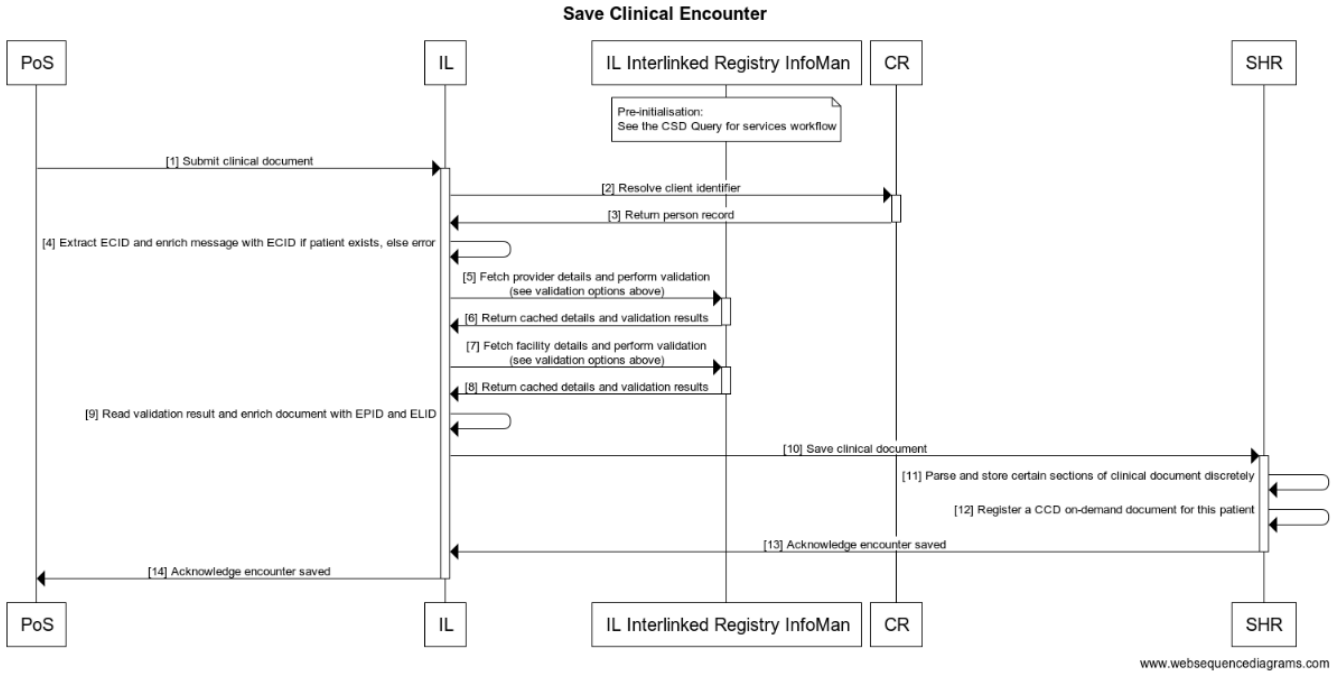 Save Clinical Encounter
PoS
IL
IL Interlinked Registry InfoMan
CR
SHR
Pre-initialisation:
See the CSD Query for services workflow
[1] Submit clinical document
[2] Resolve client identifier
[3] Return person record
[4] Extract ECID and enrich message with ECID if patient exists, else error
[5] Fetch provider details and perform validation
(see validation options above)
[6] Return cached details and validation results
[7] Fetch facility details and perform validation
(see validation options above)
[8] Return cached details and validation results
[9] Read validation result and enrich document with EPID and ELID
[10] Save clinical document
[11] Parse and store certain sections of clinical document discretely
[12] Register a CCD on-demand document for this patient
[13] Acknowledge encounter saved
[14] Acknowledge encounter saved
PoS
IL
IL Interlinked Registry InfoMan
CR
SHR
www.websequencediagrams.com